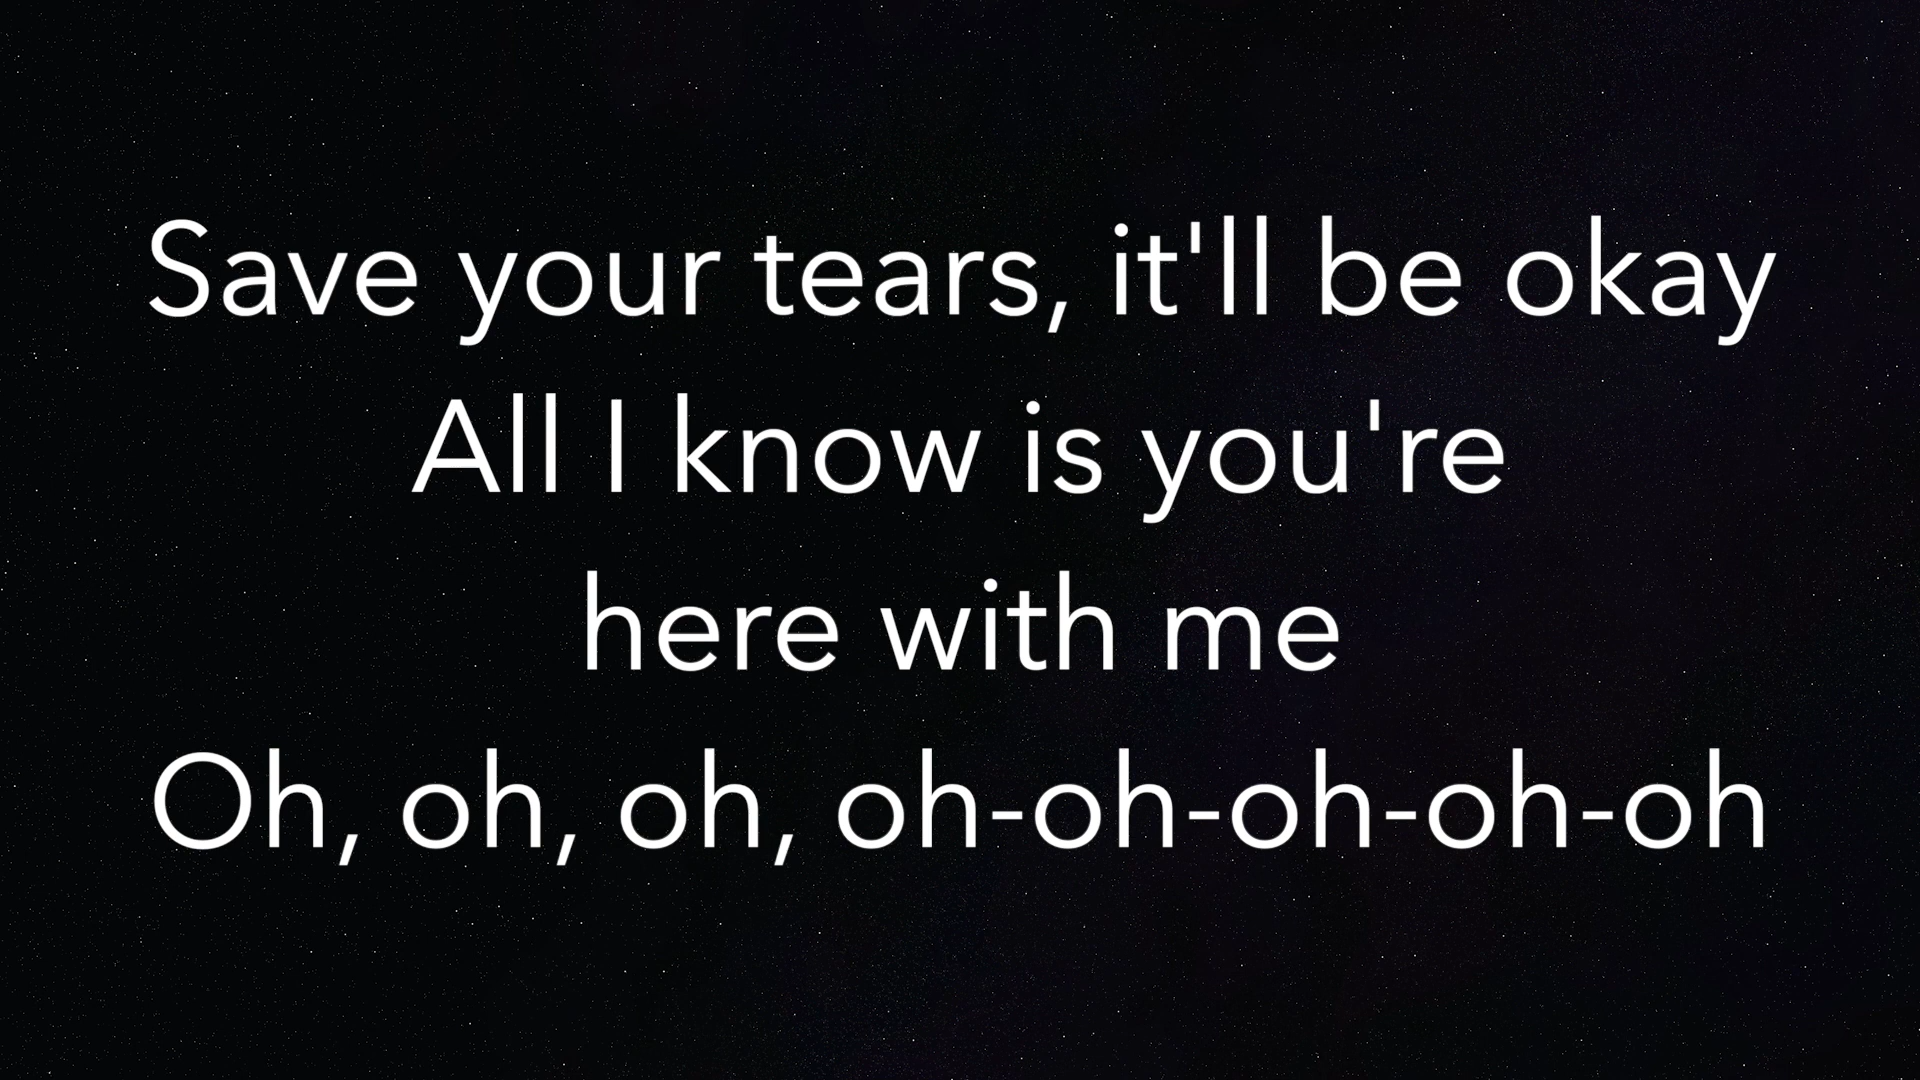 Save your tears, it'll be okay
All I know is you're
here with me
Oh, oh, oh, oh-oh-oh-oh-oh